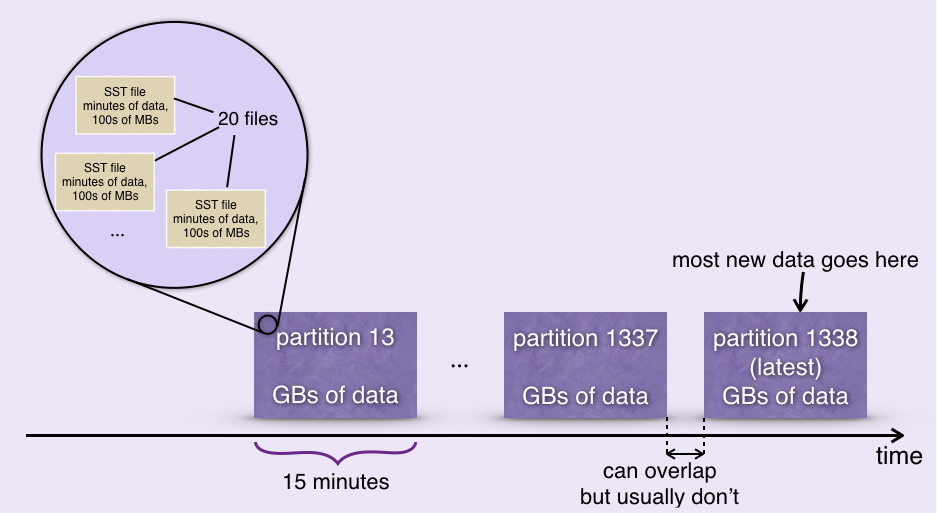 SST file
minutes of data,
100s of MBs
20 files
SST file
minutes of data,
100s of MBs
SST file
minutes of data,
100s of MBs
...
most new data goes here
partition 13
GBs of data
...
partition 1337
GBs of data
partition 1338
(latest)
GBs of data
time
15 minutes
can overlap
but usually don't